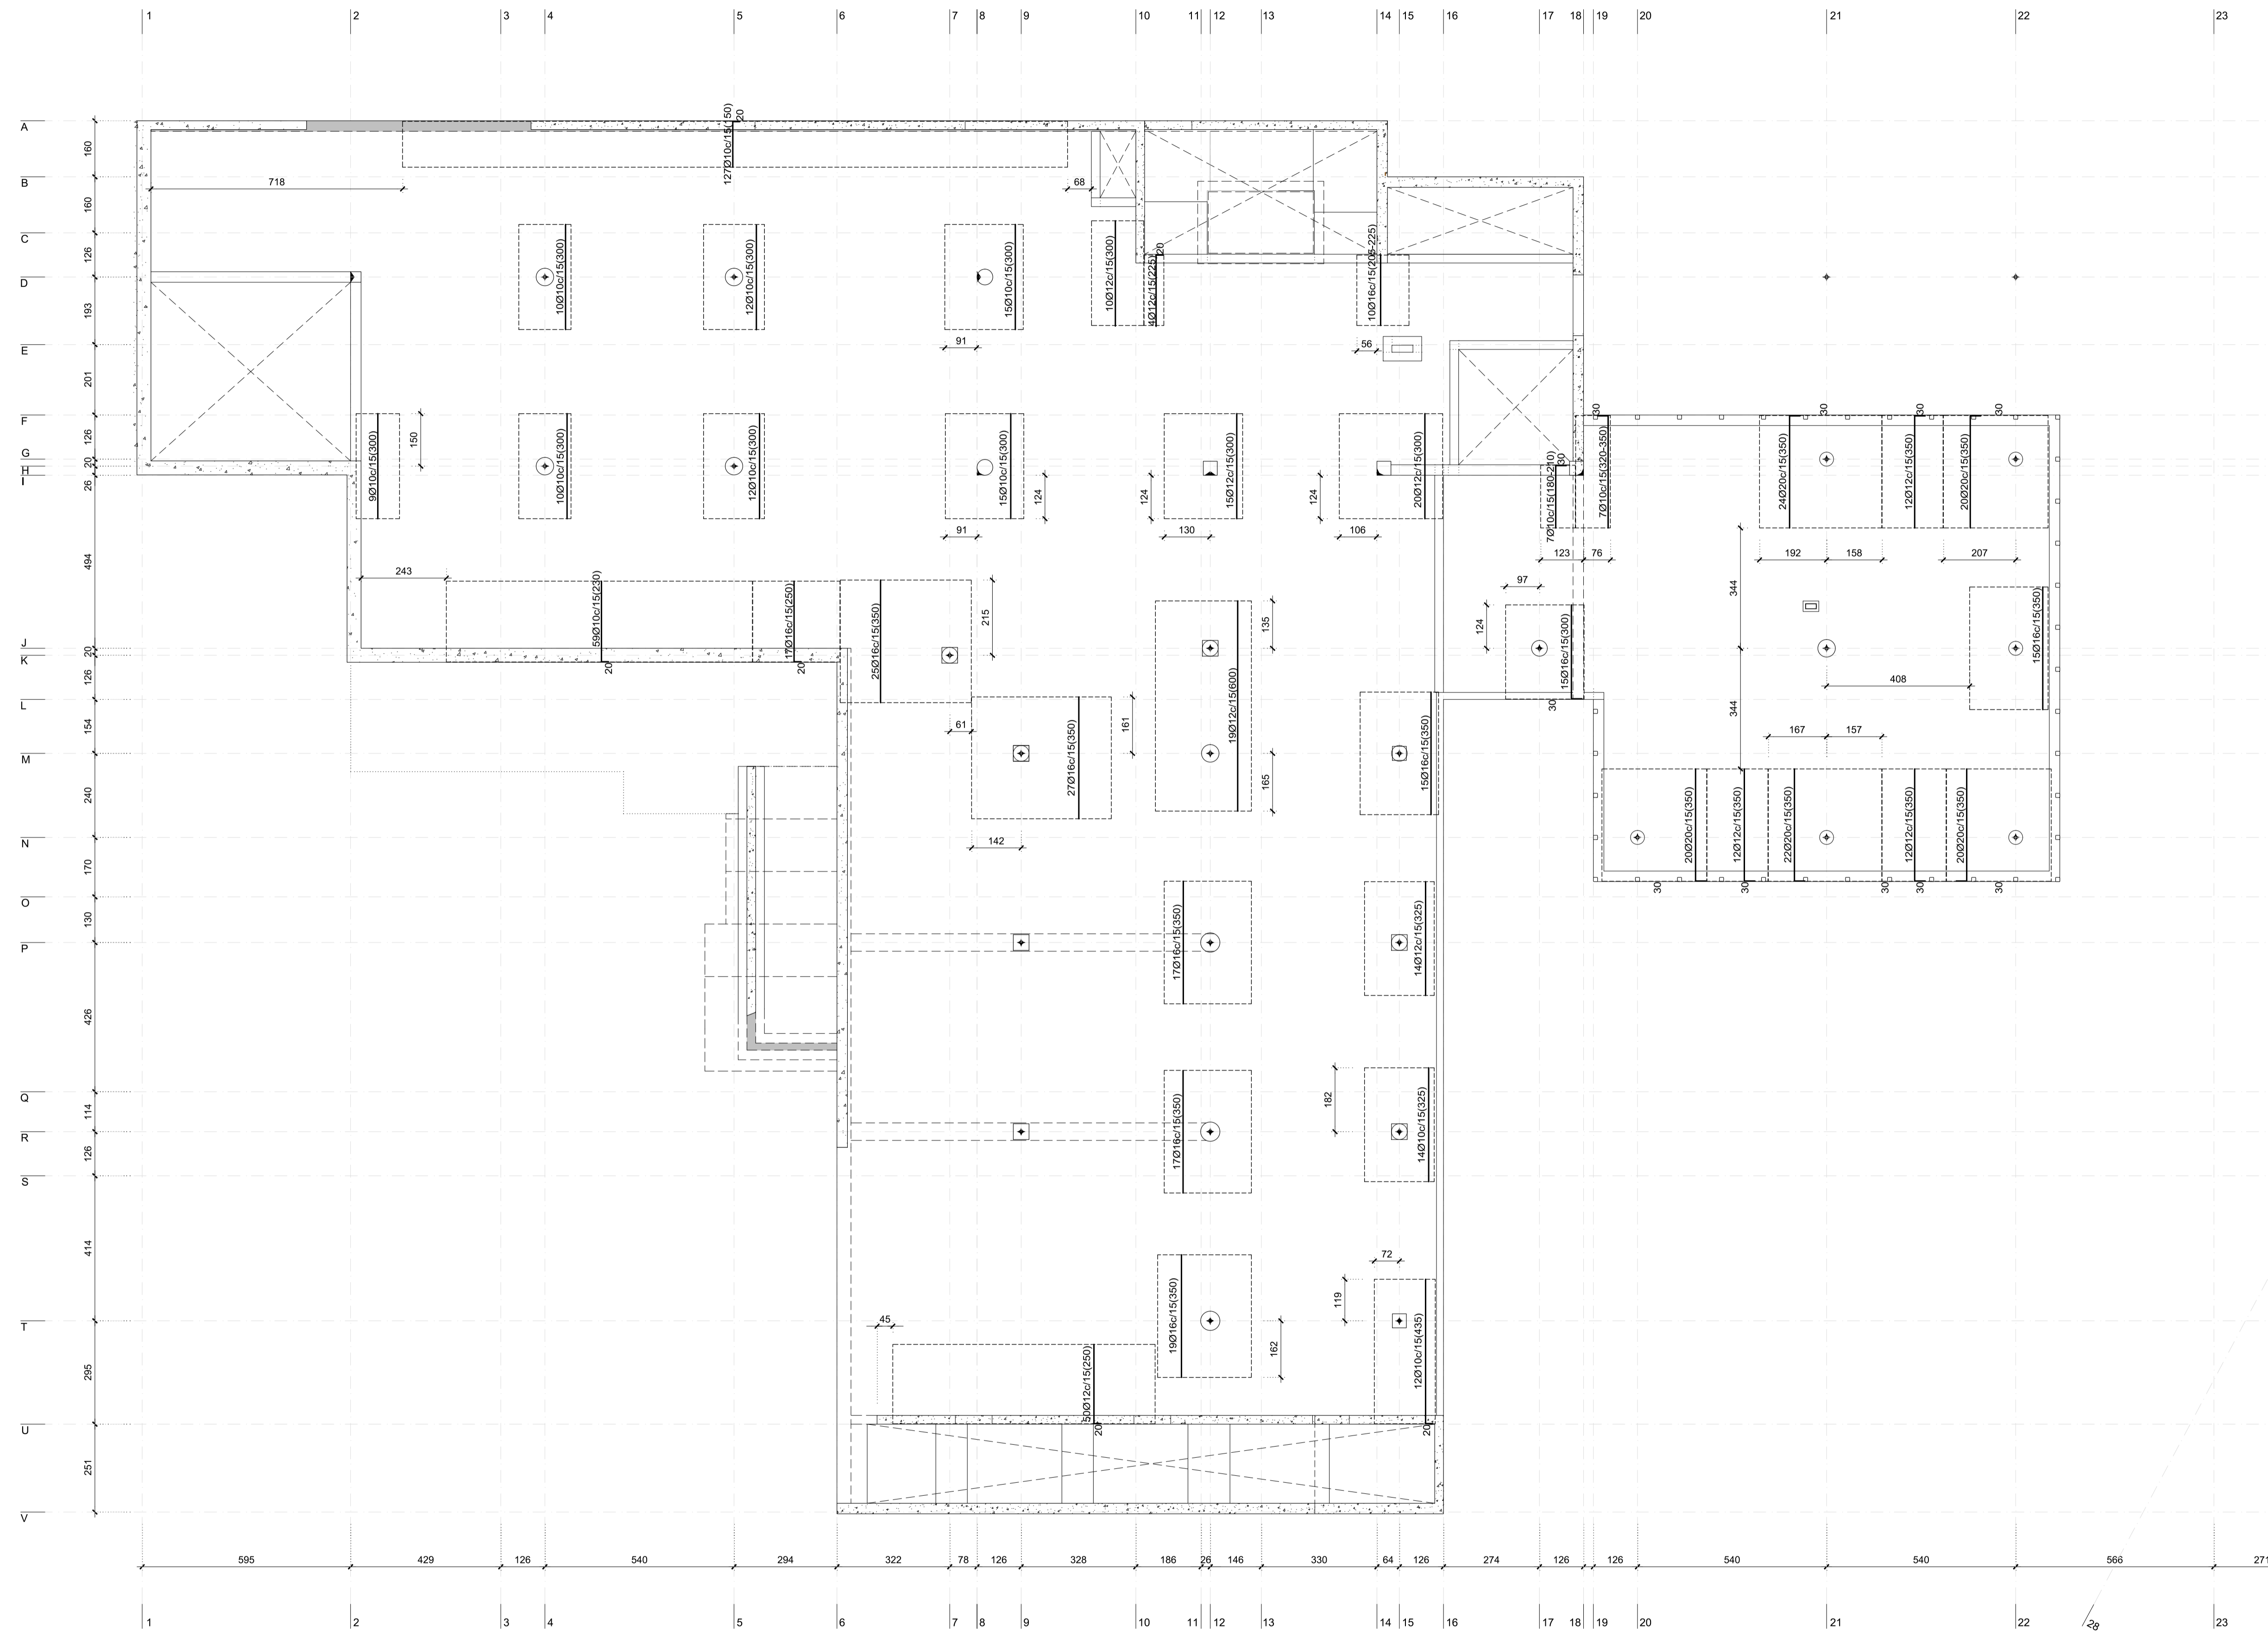 1 2 3 4 5 6 7 8 9 10 11 12 13 14 15 16 17 18 19 20 21 22 23
A
160
B
160
C
126
D
193
E
201
F
126
G
20
H
26
I
494
J
20
K
126
L
154
M
240
N
170
O
130
P
426
Q
114
R
126
S
414
T
295
U
251
V
127Ø10c/15(150)
20
718
68
10Ø10c/15(300)
12Ø10c/15(300)
15Ø10c/15(300)
10Ø12c/15(300)
4Ø12c/15(225)
20
10Ø16c/15(205-225)
91
56
9Ø10c/15(300)
150
10Ø10c/15(300)
12Ø10c/15(300)
15Ø10c/15(300)
124
124
15Ø12c/15(300)
124
20Ø12c/15(300)
30
7Ø10c/15(180-210)
30
7Ø10c/15(320-350)
24Ø20c/15(350)
30
12Ø12c/15(350)
30
20Ø20c/15(350)
30
91
130
106
123
76
192
158
207
243
59Ø10c/15(230)
20
17Ø16c/15(250)
20
25Ø16c/15(350)
215
135
97
124
15Ø16c/15(300)
30
344
344
15Ø16c/15(350)
408
61
27Ø16c/15(350)
161
19Ø12c/15(600)
165
15Ø16c/15(350)
167
157
142
20Ø20c/15(350)
12Ø12c/15(350)
22Ø20c/15(350)
12Ø12c/15(350)
20Ø20c/15(350)
30
30
30
30
30
17Ø16c/15(350)
14Ø12c/15(325)
17Ø16c/15(350)
182
14Ø10c/15(325)
72
119
19Ø16c/15(350)
162
12Ø10c/15(435)
20
45
50Ø12c/15(250)
20
595 429 126 540 294 322 78 126 328 186 26 146 330 64 126 274 126 126 540 540 566 271
1 2 3 4 5 6 7 8 9 10 11 12 13 14 15 16 17 18 19 20 21 22 28 23